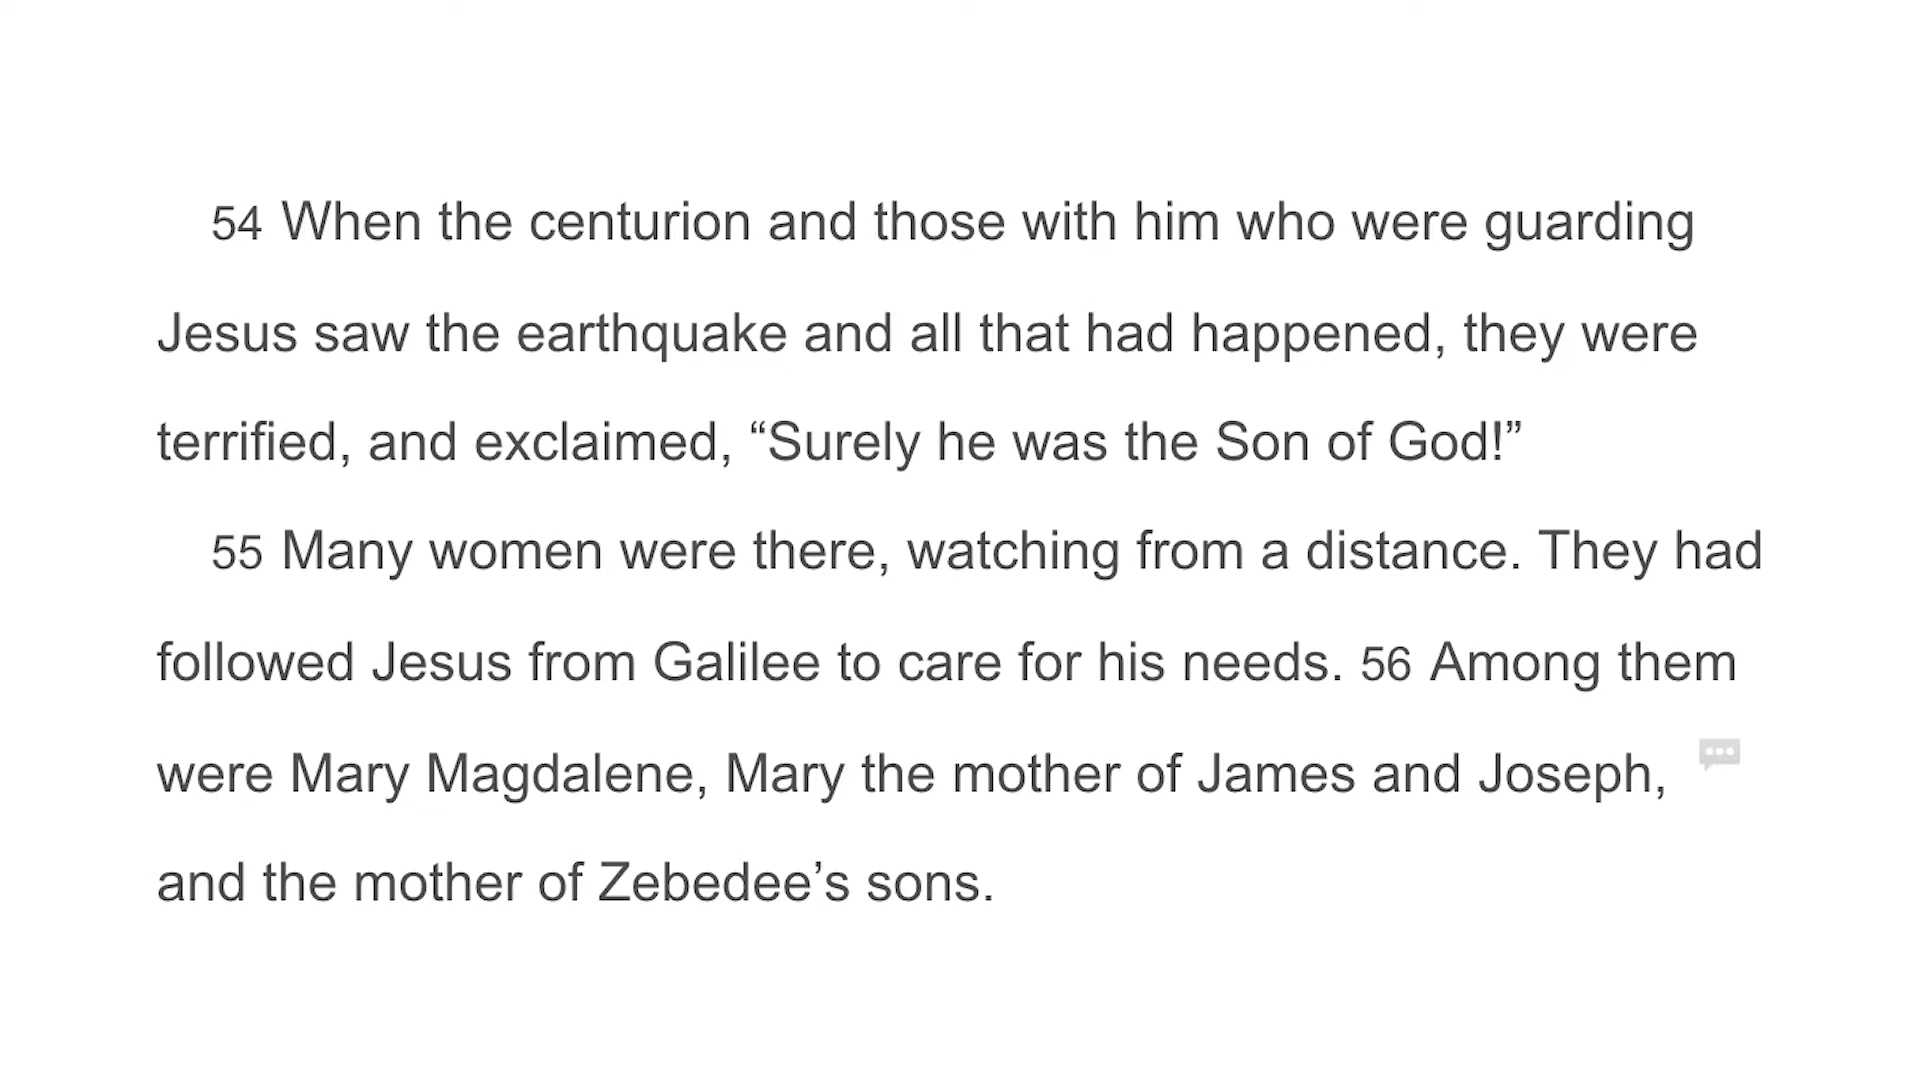 54 When the centurion and those with him who were guarding
Jesus saw the earthquake and all that had happened, they were
terrified, and exclaimed, “Surely he was the Son of God!”
55 Many women were there, watching from a distance. They had
followed Jesus from Galilee to care for his needs. 56 Among them
were Mary Magdalene, Mary the mother of James and Joseph,
and the mother of Zebedee’s sons.